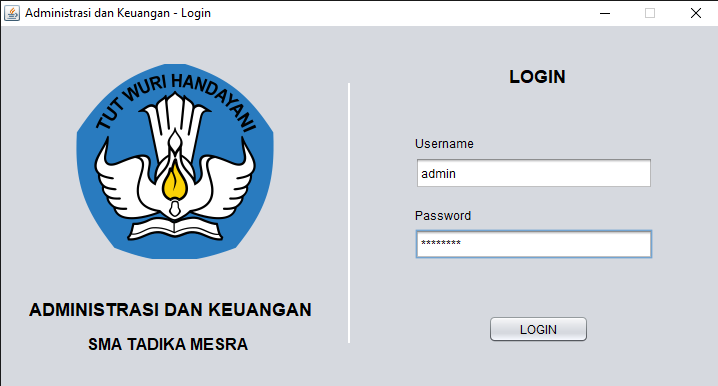 Administrasi dan Keuangan - Login
TUT WURI HANDAYANI
ADMINISTRASI DAN KEUANGAN
SMA TADIKA MESRA
LOGIN
Username
admin
Password
********
LOGIN